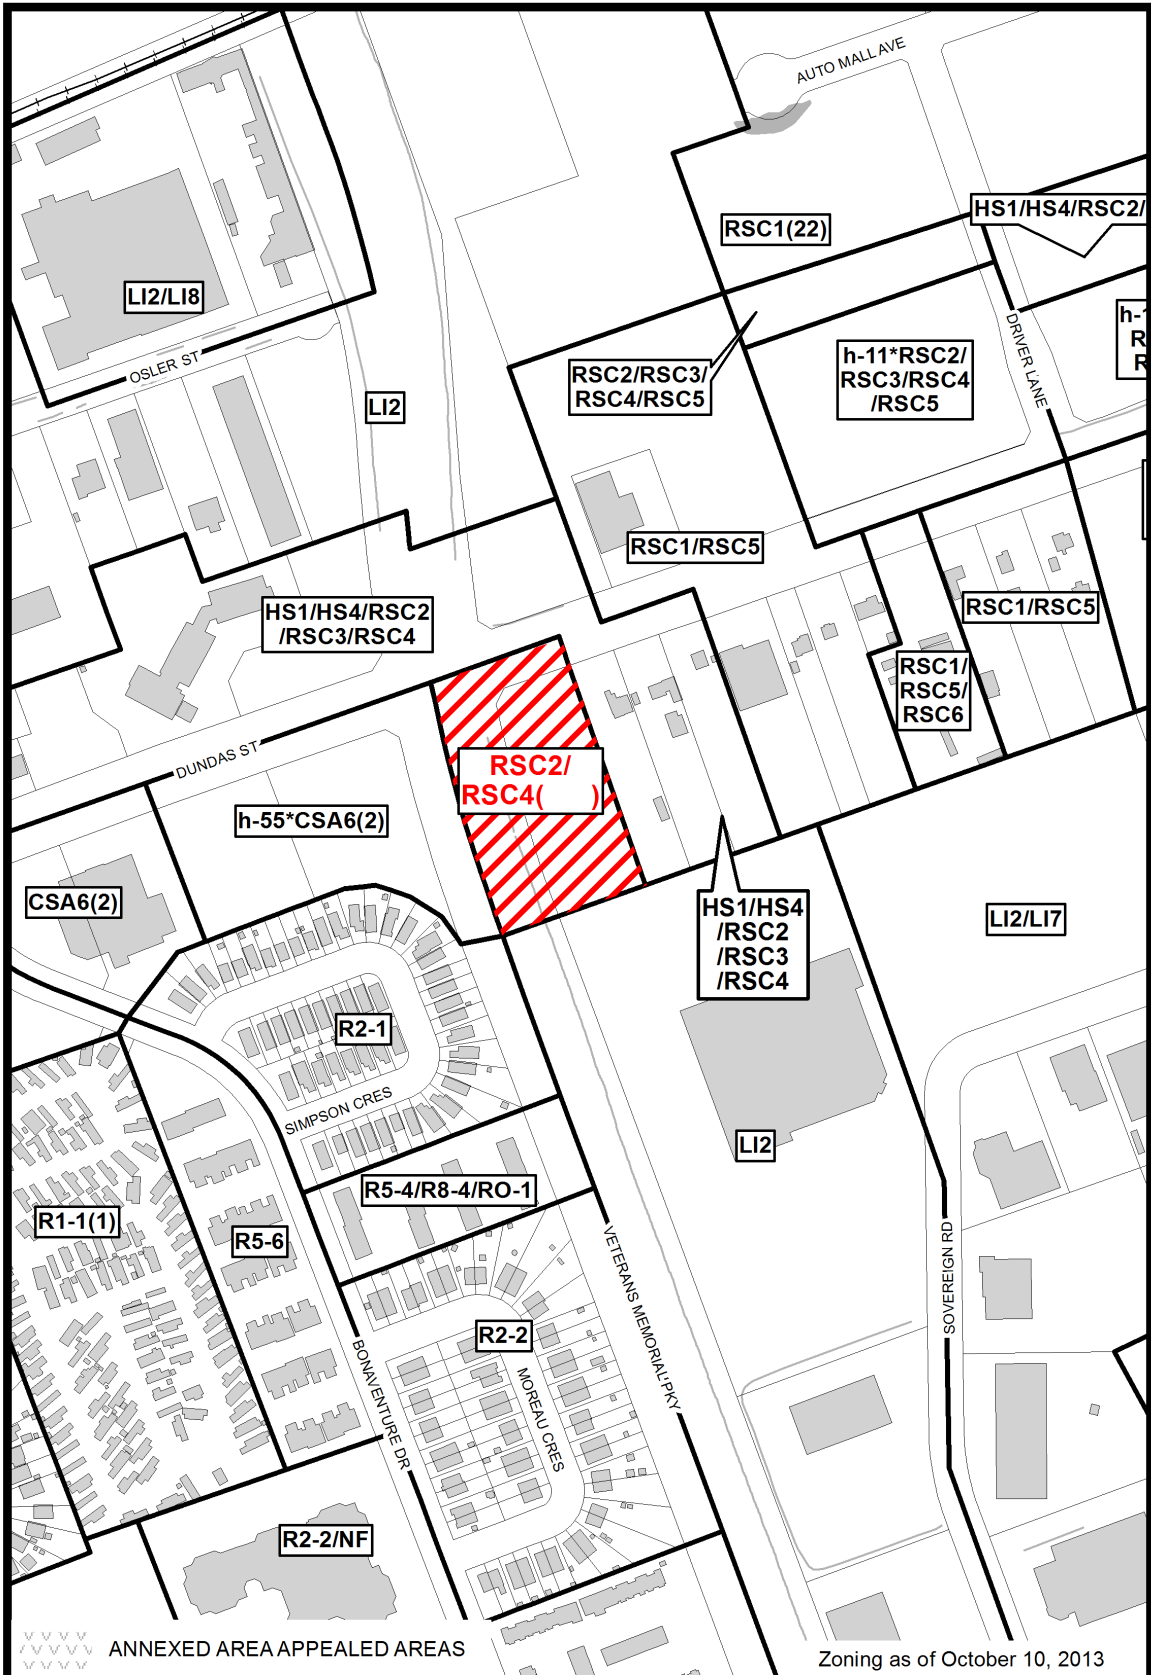 AUTO MALL AVE
HS1/HS4/RSC2/
RSC1(22)
LI2/LI8
h-1
R
R
DRIVER LANE
OSLER ST
RSC2/RSC3/
RSC4/RSC5
h-11*RSC2/
RSC3/RSC4
/RSC5
LI2
RSC1/RSC5
HS1/HS4/RSC2
/RSC3/RSC4
RSC1/RSC5
RSC1/
RSC5/
RSC6
DUNDAS ST
RSC2/
RSC4(      )
h-55*CSA6(2)
CSA6(2)
HS1/HS4
/RSC2
/RSC3
/RSC4
LI2/LI7
R2-1
SIMPSON CRES
LI2
R5-4/R8-4/RO-1
R1-1(1)
R5-6
VETERANS MEMORIAL PKY
SOVEREIGN RD
R2-2
BONAVENTURE DR
MOREAU CRES
R2-2/NF
ANNEXED AREA APPEALED AREAS
Zoning as of October 10, 2013